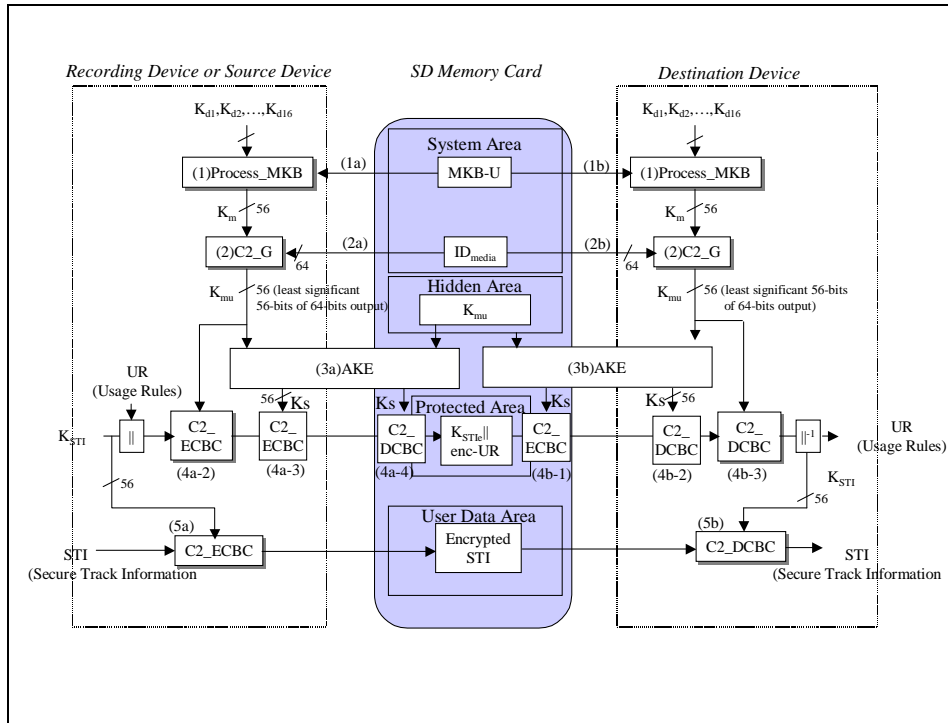 Recording Device or Source Device
SD Memory Card
Destination Device
Kd1,Kd2,…,Kd16
Kd1,Kd2,…,Kd16
System Area
(1)Process_MKB
(1a)
MKB-U
(1b)
(1)Process_MKB
Km
56
Km
56
(2)C2_G
(2a)
64
IDmedia
(2b)
64
(2)C2_G
Kmu
56 (least significant
56-bits of 64-bits output)
Hidden Area
Kmu
Kmu
56 (least significant 56-bits
of 64-bits output)
(3a)AKE
(3b)AKE
UR
(Usage Rules)
56
Ks
Ks
Protected Area
Ks
Ks
56
KSTI
||
C2_
ECBC
(4a-2)
C2_
ECBC
(4a-3)
C2_
DCBC
(4a-4)
KSTIe||
enc-UR
C2_
ECBC
(4b-1)
C2_
DCBC
(4b-2)
C2_
DCBC
(4b-3)
||-1
UR
(Usage Rules)
56
KSTI
56
(5a)
User Data Area
(5b)
STI
(Secure Track Information
C2_ECBC
Encrypted
STI
C2_DCBC
STI
(Secure Track Information